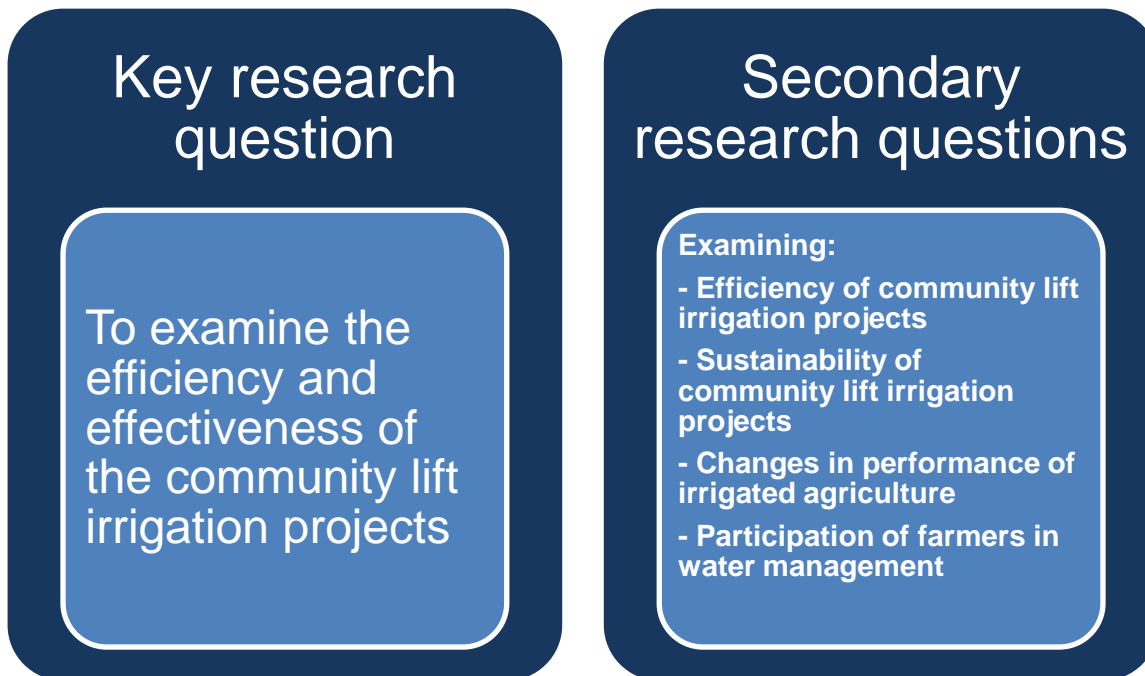 Key research
question
To examine the
efficiency and
effectiveness of
the community lift
irrigation projects
Secondary
research questions
Examining:
- Efficiency of community lift
irrigation projects
- Sustainability of
community lift irrigation
projects
- Changes in performance of
irrigated agriculture
- Participation of farmers in
water management